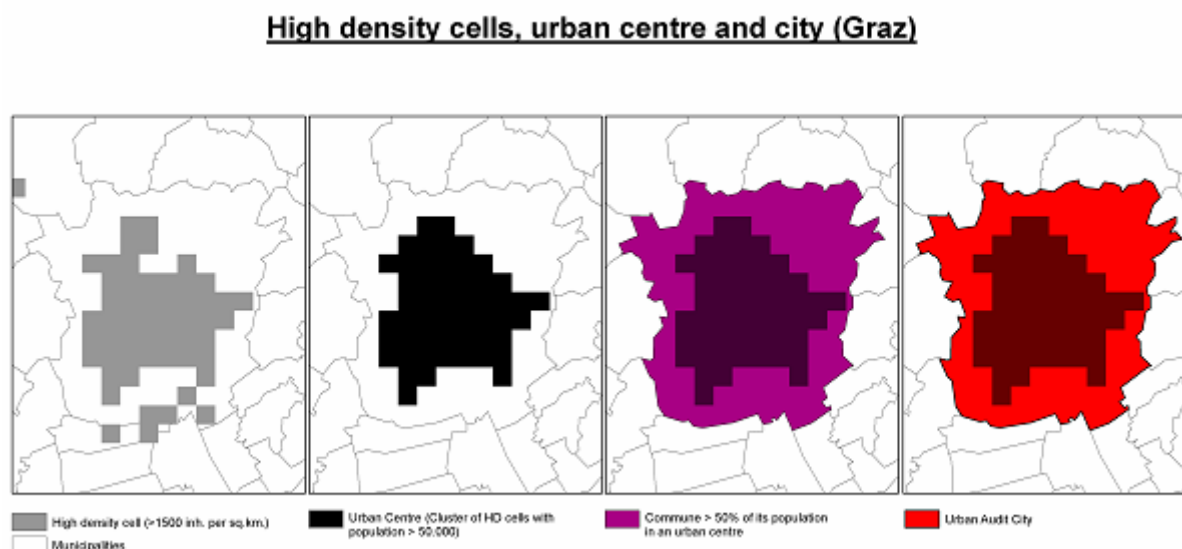 High density cells, urban centre and city (Graz)
High density cell (>1500 inh. per sq.km.)
Municipalities
Urban Centre (Cluster of HD cells with
population > 50.000)
Commune > 50% of its population
in an urban centre
Urban Audit City